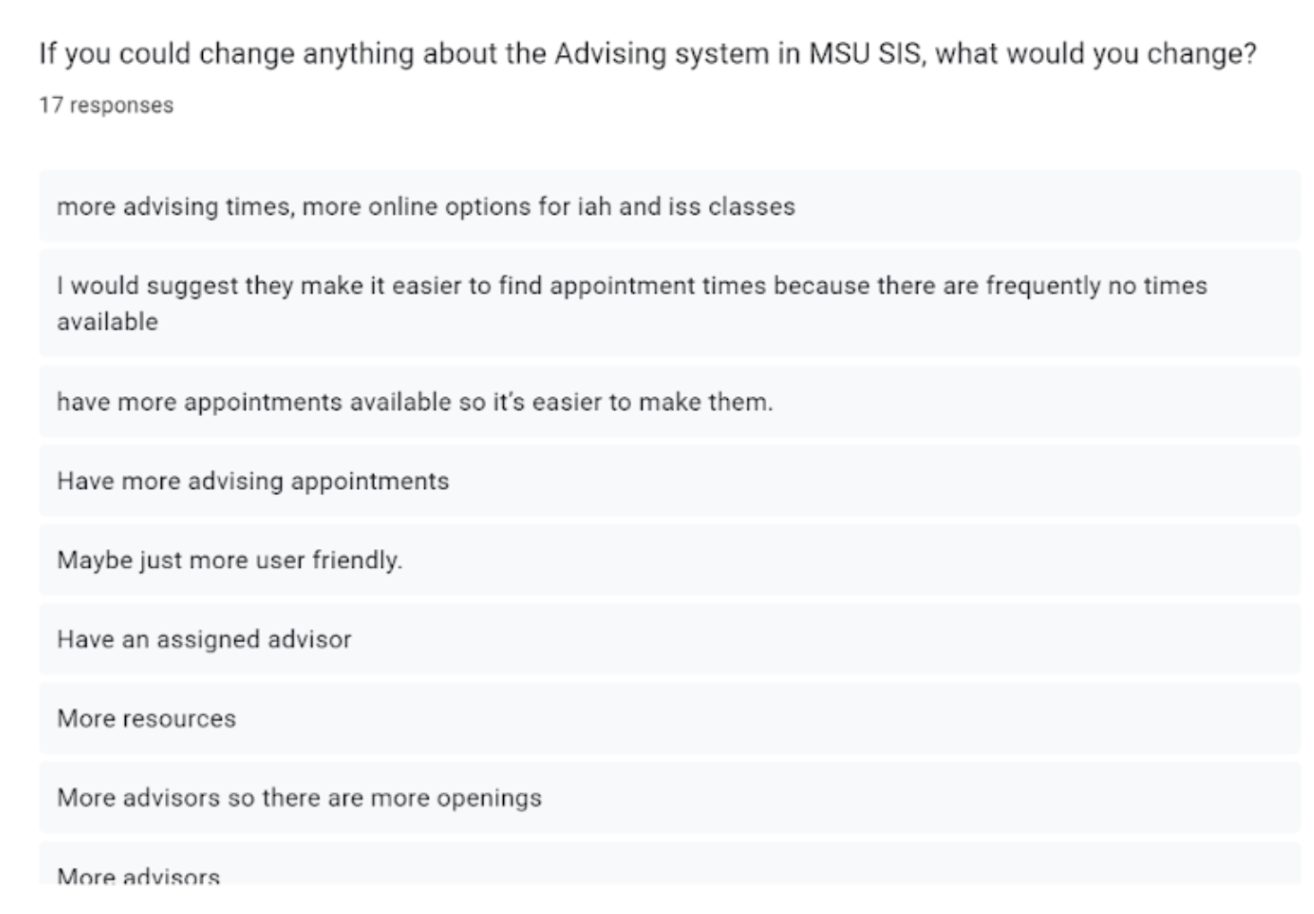 If you could change anything about the Advising system in MSU SIS, what would you change?
17 responses
more advising times, more online options for iah and iss classes
I would suggest they make it easier to find appointment times because there are frequently no times
available
have more appointments available so it's easier to make them.
Have more advising appointments
Maybe just more user friendly.
Have an assigned advisor
More resources
More advisors so there are more openings
More advisors